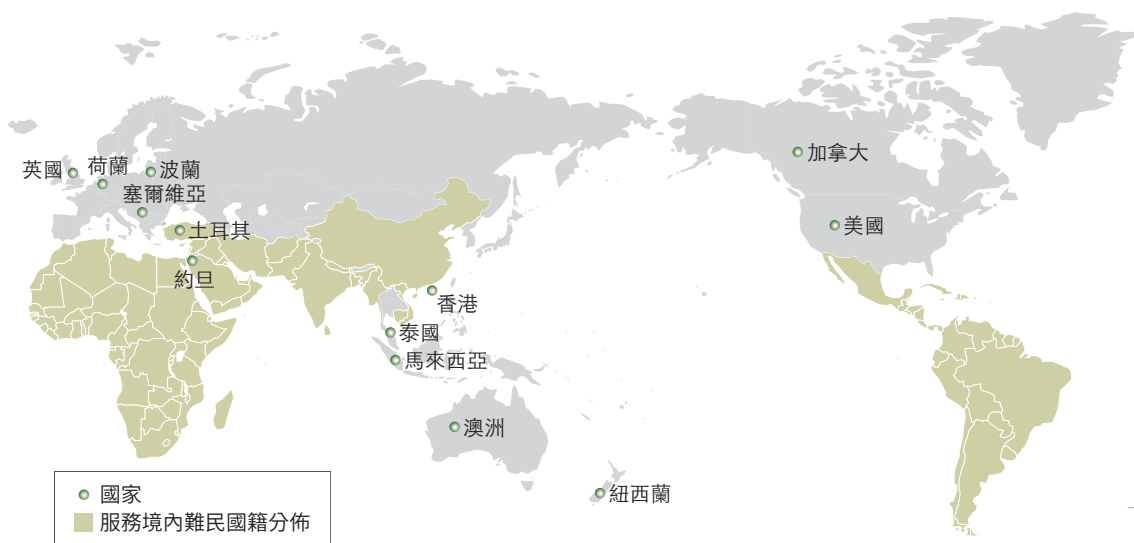 英國
荷蘭
波蘭
塞爾維亞
土耳其
約旦
香港
泰國
馬來西亞
澳洲
紐西蘭
加拿大
美國
國家
服務境內難民國籍分佈